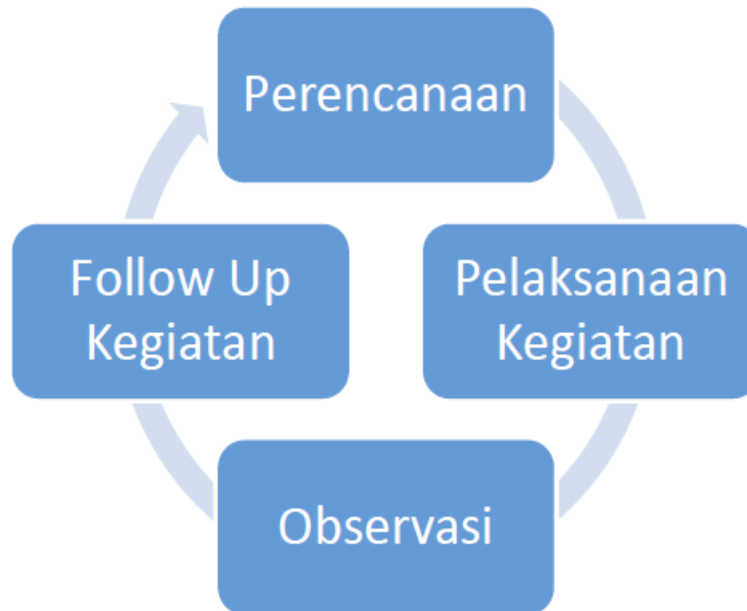 Perencanaan
Pelaksanaan
Kegiatan
Observasi
Follow Up
Kegiatan